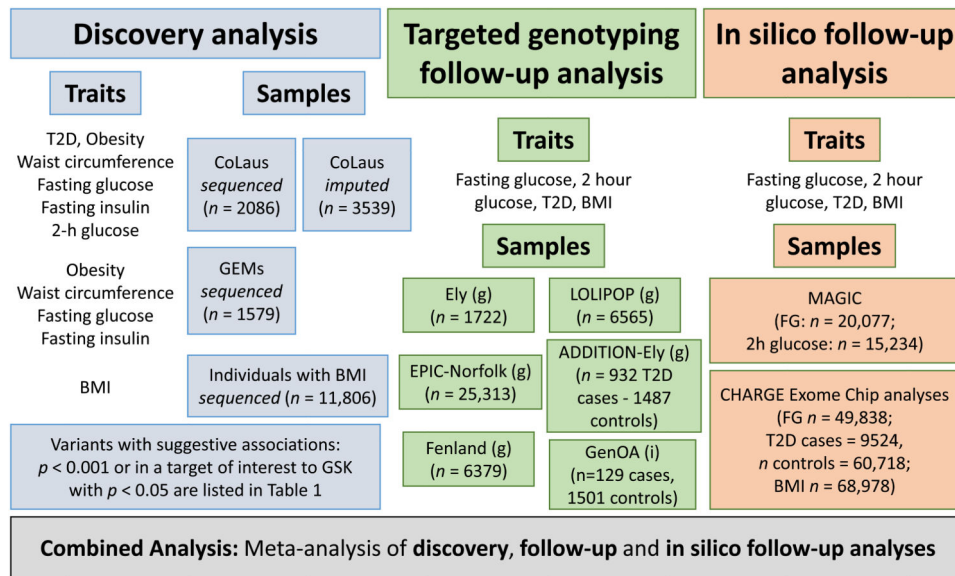 Discovery analysis
Traits
Samples
T2D, Obesity
Waist circumference
Fasting glucose
Fasting insulin
2-h glucose
CoLaus
sequenced
(n = 2086)
CoLaus
imputed
(n = 3539)
Obesity
Waist circumference
Fasting glucose
Fasting insulin
GEMs
sequenced
(n = 1579)
BMI
Individuals with BMI
sequenced (n = 11,806)
Variants with suggestive associations:
p < 0.001 or in a target of interest to GSK
with p < 0.05 are listed in Table 1
Targeted genotyping
follow-up analysis
Traits
Fasting glucose, 2 hour
glucose, T2D, BMI
Samples
Ely (g)
(n = 1722)
LOLIPOP (g)
(n = 6565)
EPIC-Norfolk (g)
(n = 25,313)
ADDITION-Ely (g)
(n = 932 T2D
cases - 1487
controls)
Fenland (g)
(n = 6379)
GenOA (i)
(n=129 cases,
1501 controls)
In silico follow-up
analysis
Traits
Fasting glucose, 2 hour
glucose, T2D, BMI
Samples
MAGIC
(FG: n = 20,077;
2h glucose: n = 15,234)
CHARGE Exome Chip analyses
(FG n = 49,838;
T2D cases = 9524,
n controls = 60,718;
BMI n = 68,978)
Combined Analysis: Meta-analysis of discovery, follow-up and in silico follow-up analyses